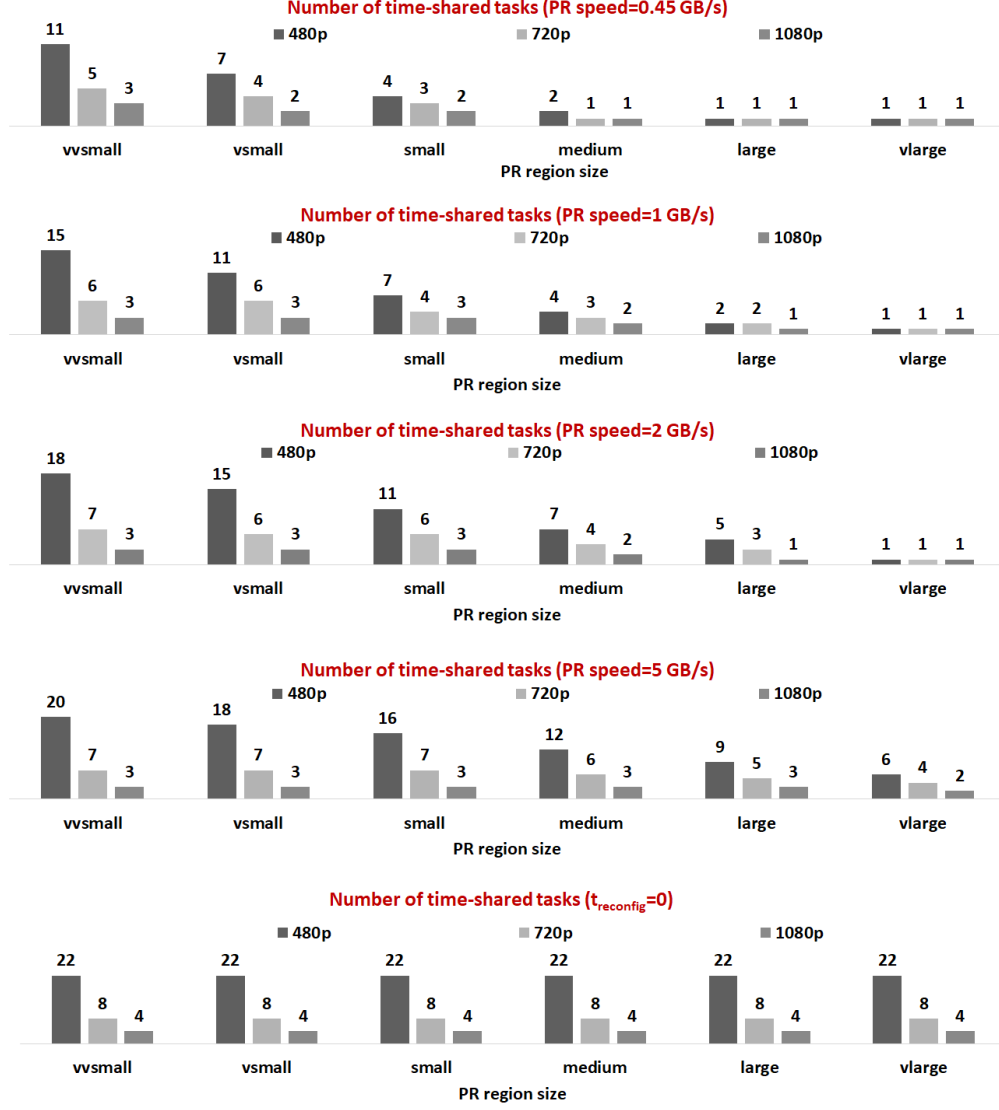 Number of time-shared tasks (PR speed=0.45 GB/s)
480p 720p 1080p
11 5 3 7 4 2 4 3 2 2 1 1 1 1 1 1 1 1
vvsmall vsmall small medium large vlarge
PR region size
Number of time-shared tasks (PR speed=1 GB/s)
480p 720p 1080p
15 6 3 11 6 3 7 4 3 4 3 2 2 2 1 1 1 1
vvsmall vsmall small medium large vlarge
PR region size
Number of time-shared tasks (PR speed=2 GB/s)
480p 720p 1080p
18 7 3 15 6 3 11 6 3 7 4 2 5 3 1 1 1 1
vvsmall vsmall small medium large vlarge
PR region size
Number of time-shared tasks (PR speed=5 GB/s)
480p 720p 1080p
20 7 3 18 7 3 16 7 3 12 6 3 9 5 3 6 4 2
vvsmall vsmall small medium large vlarge
PR region size
Number of time-shared tasks (treconfig=0)
480p 720p 1080p
22 8 4 22 8 4 22 8 4 22 8 4 22 8 4 22 8 4
vvsmall vsmall small medium large vlarge
PR region size